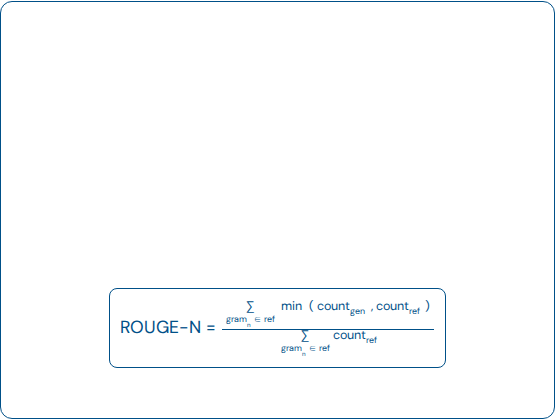 ROUGE-N = ∑ gram_n ∈ ref min ( count_gen , count_ref )
∑ gram_n ∈ ref count_ref